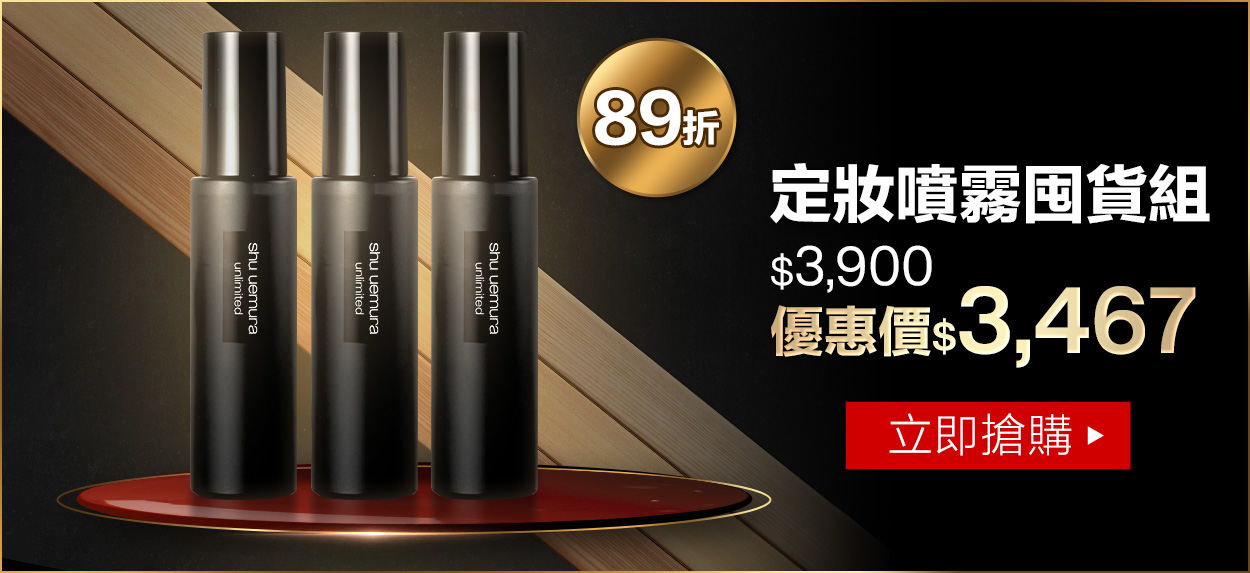 shu uemura
unlimited
shu uemura
unlimited
shu uemura
unlimited
89折
定妝噴霧囤貨組
$3,900
優惠價$3,467
立即搶購